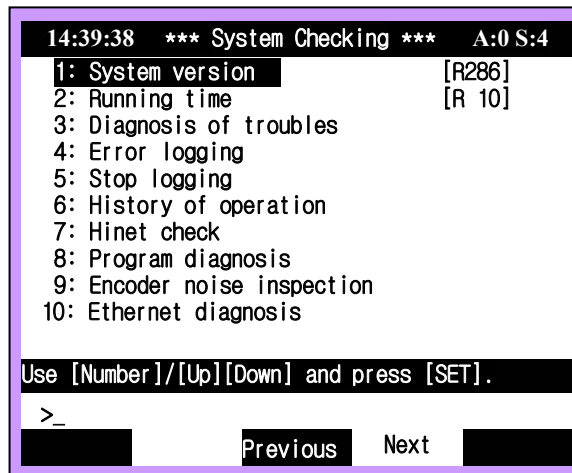 14:39:38 *** System Checking *** A:0 S:4
1: System version [R286]
2: Running time [R 10]
3: Diagnosis of troubles
4: Error logging
5: Stop logging
6: History of operation
7: Hinet check
8: Program diagnosis
9: Encoder noise inspection
10: Ethernet diagnosis
Use [Number]/[Up][Down] and press [SET].
>_
Previous Next